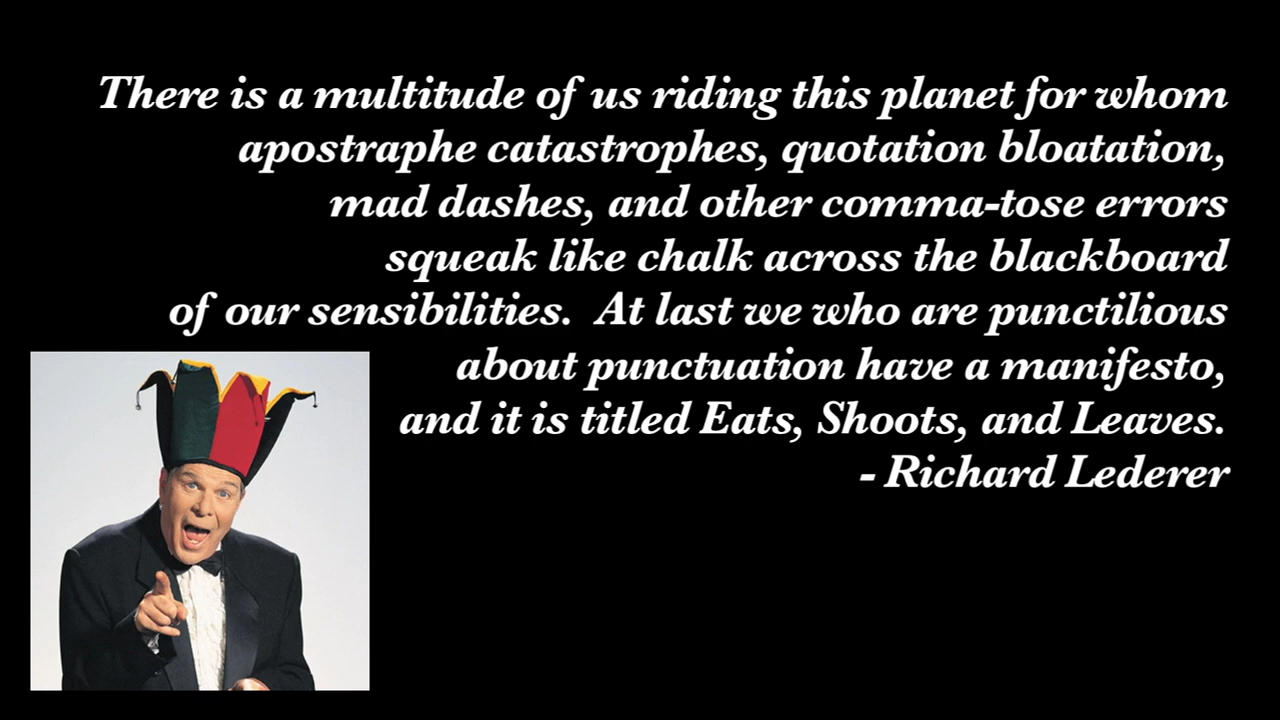 There is a multitude of us riding this planet for whom
apostraphe catastrophes, quotation bloatation,
mad dashes, and other comma-tose errors
squeak like chalk across the blackboard
of our sensibilities.  At last we who are punctilious
about punctuation have a manifesto,
and it is titled Eats, Shoots, and Leaves.
- Richard Lederer